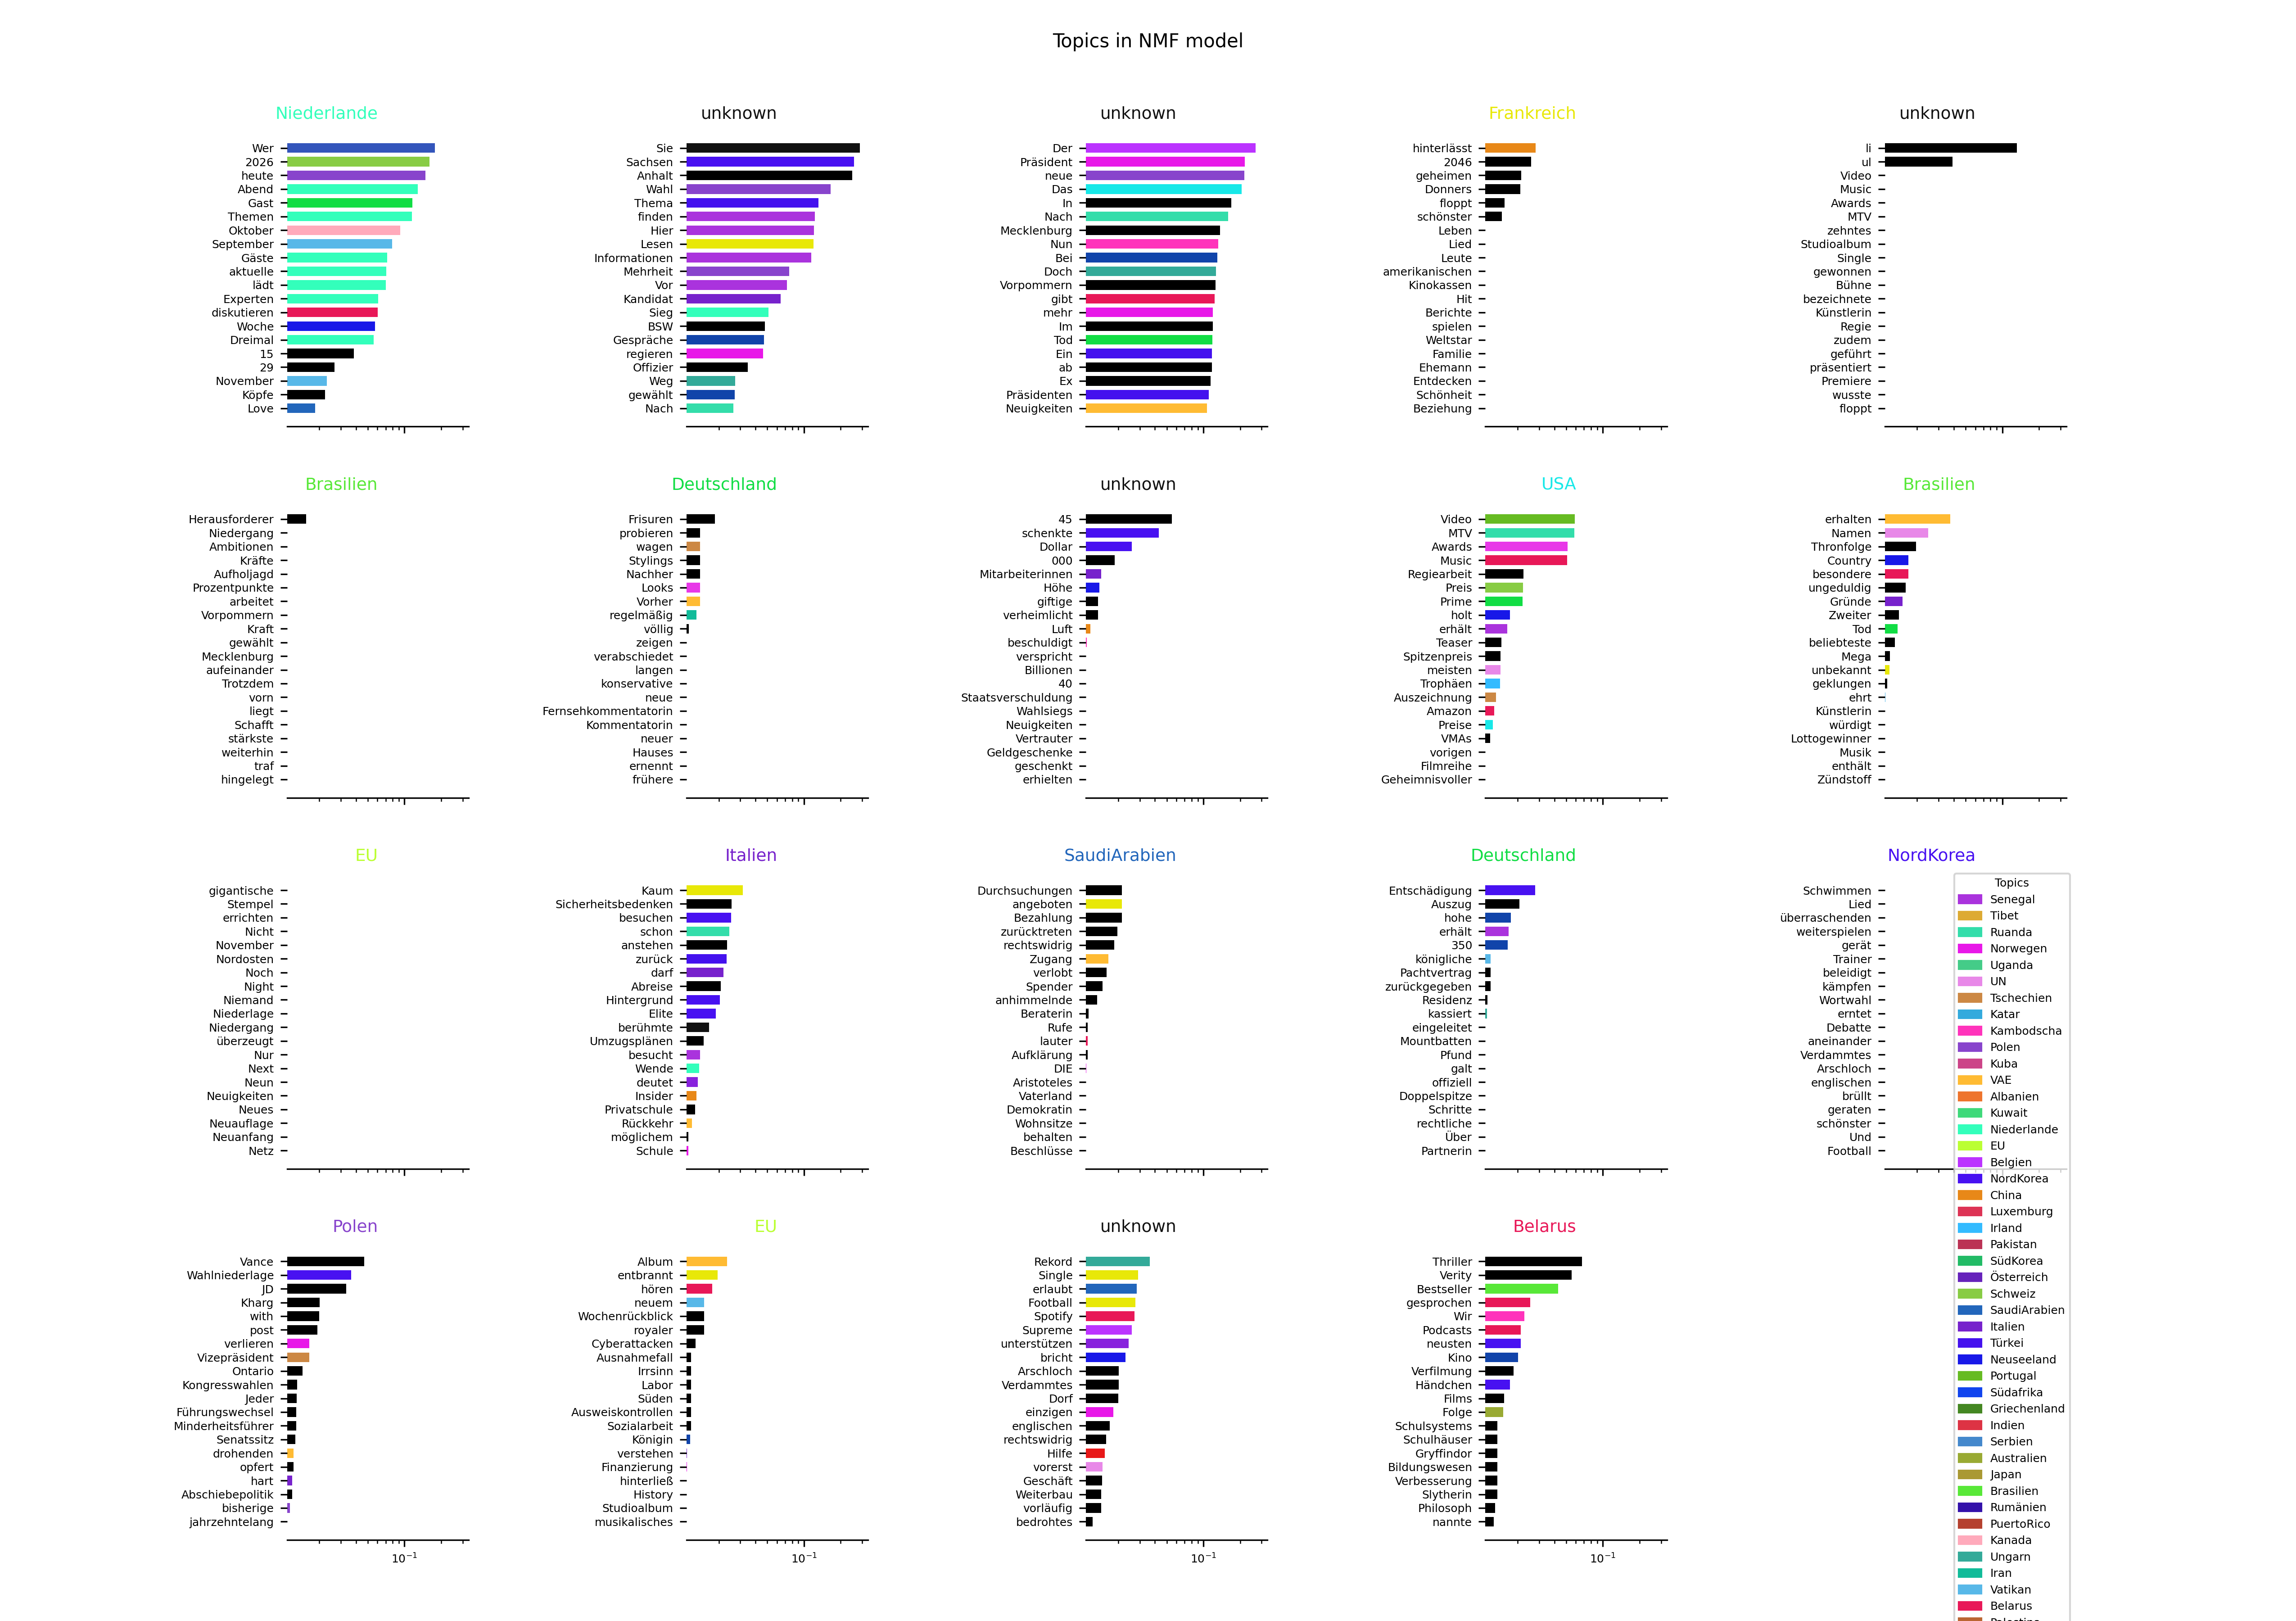 Topics in NMF model
Niederlande
Wer
2026
heute
Abend
Gast
Themen
Oktober
September
Gäste
aktuelle
lädt
Experten
diskutieren
Woche
Dreimal
15
29
November
Köpfe
Love
unknown
Sie
Sachsen
Anhalt
Wahl
Thema
finden
Hier
Lesen
Informationen
Mehrheit
Vor
Kandidat
Sieg
BSW
Gespräche
regieren
Offizier
Weg
gewählt
Nach
unknown
Der
Präsident
neue
Das
In
Nach
Mecklenburg
Nun
Bei
Doch
Vorpommern
gibt
mehr
Im
Tod
Ein
ab
Ex
Präsidenten
Neuigkeiten
Frankreich
hinterlässt
2046
geheimen
Donners
floppt
schönster
Leben
Lied
Leute
amerikanischen
Kinokassen
Hit
Berichte
spielen
Weltstar
Familie
Ehemann
Entdecken
Schönheit
Beziehung
unknown
li
ul
Video
Music
Awards
MTV
zehntes
Studioalbum
Single
gewonnen
Bühne
bezeichnete
Künstlerin
Regie
zudem
geführt
präsentiert
Premiere
wusste
floppt
Brasilien
Herausforderer
Niedergang
Ambitionen
Kräfte
Aufholjagd
Prozentpunkte
arbeitet
Vorpommern
Kraft
gewählt
Mecklenburg
aufeinander
Trotzdem
vorn
liegt
Schafft
stärkste
weiterhin
traf
hingelegt
Deutschland
Frisuren
probieren
wagen
Stylings
Nachher
Looks
Vorher
regelmäßig
völlig
zeigen
verabschiedet
langen
konservative
neue
Fernsehkommentatorin
Kommentatorin
neuer
Hauses
ernennt
frühere
unknown
45
schenkte
Dollar
000
Mitarbeiterinnen
Höhe
giftige
verheimlicht
Luft
beschuldigt
verspricht
Billionen
40
Staatsverschuldung
Wahlsiegs
Neuigkeiten
Vertrauter
Geldgeschenke
geschenkt
erhielten
USA
Video
MTV
Awards
Music
Regiearbeit
Preis
Prime
holt
erhält
Teaser
Spitzenpreis
meisten
Trophäen
Auszeichnung
Amazon
Preise
VMAs
vorigen
Filmreihe
Geheimnisvoller
Brasilien
erhalten
Namen
Thronfolge
Country
besondere
ungeduldig
Gründe
Zweiter
Tod
beliebteste
Mega
unbekannt
geklungen
ehrt
Künstlerin
würdigt
Lottogewinner
Musik
enthält
Zündstoff
EU
gigantische
Stempel
errichten
Nicht
November
Nordosten
Noch
Night
Niemand
Niederlage
Niedergang
überzeugt
Nur
Next
Neun
Neuigkeiten
Neues
Neuauflage
Neuanfang
Netz
Italien
Kaum
Sicherheitsbedenken
besuchen
schon
anstehen
zurück
darf
Abreise
Hintergrund
Elite
berühmte
Umzugsplänen
besucht
Wende
deutet
Insider
Privatschule
Rückkehr
möglichem
Schule
SaudiArabien
Durchsuchungen
angeboten
Bezahlung
zurücktreten
rechtswidrig
Zugang
verlobt
Spender
anhimmelnde
Beraterin
Rufe
lauter
Aufklärung
DIE
Aristoteles
Vaterland
Demokratin
Wohnsitze
behalten
Beschlüsse
Deutschland
Entschädigung
Auszug
hohe
erhält
350
königliche
Pachtvertrag
zurückgegeben
Residenz
kassiert
eingeleitet
Mountbatten
Pfund
galt
offiziell
Doppelspitze
Schritte
rechtliche
Über
Partnerin
NordKorea
Schwimmen
Lied
überraschenden
weiterspielen
gerät
Trainer
beleidigt
kämpfen
Wortwahl
erntet
Debatte
aneinander
Verdammtes
Arschloch
englischen
brüllt
geraten
schönster
Und
Football
Polen
Vance
Wahlniederlage
JD
Kharg
with
post
verlieren
Vizepräsident
Ontario
Kongresswahlen
Jeder
Führungswechsel
Minderheitsführer
Senatssitz
drohenden
opfert
hart
Abschiebepolitik
bisherige
jahrzehntelang
10⁻¹
EU
Album
entbrannt
hören
neuem
Wochenrückblick
royaler
Cyberattacken
Ausnahmefall
Irrsinn
Labor
Süden
Ausweiskontrollen
Sozialarbeit
Königin
verstehen
Finanzierung
hinterließ
History
Studioalbum
musikalisches
10⁻¹
unknown
Rekord
Single
erlaubt
Football
Spotify
Supreme
unterstützen
bricht
Arschloch
Verdammtes
Dorf
einzigen
englischen
rechtswidrig
Hilfe
vorerst
Geschäft
Weiterbau
vorläufig
bedrohtes
10⁻¹
Belarus
Thriller
Verity
Bestseller
gesprochen
Wir
Podcasts
neusten
Kino
Verfilmung
Händchen
Films
Folge
Schulsystems
Schulhäuser
Gryffindor
Bildungswesen
Verbesserung
Slytherin
Philosoph
nannte
10⁻¹
Topics
Senegal
Tibet
Ruanda
Norwegen
Uganda
UN
Tschechien
Katar
Kambodscha
Polen
Kuba
VAE
Albanien
Kuwait
Niederlande
EU
Belgien
NordKorea
China
Luxemburg
Irland
Pakistan
SüdKorea
Österreich
Schweiz
SaudiArabien
Italien
Türkei
Neuseeland
Portugal
Südafrika
Griechenland
Indien
Serbien
Australien
Japan
Brasilien
Rumänien
PuertoRico
Kanada
Ungarn
Iran
Vatikan
Belarus